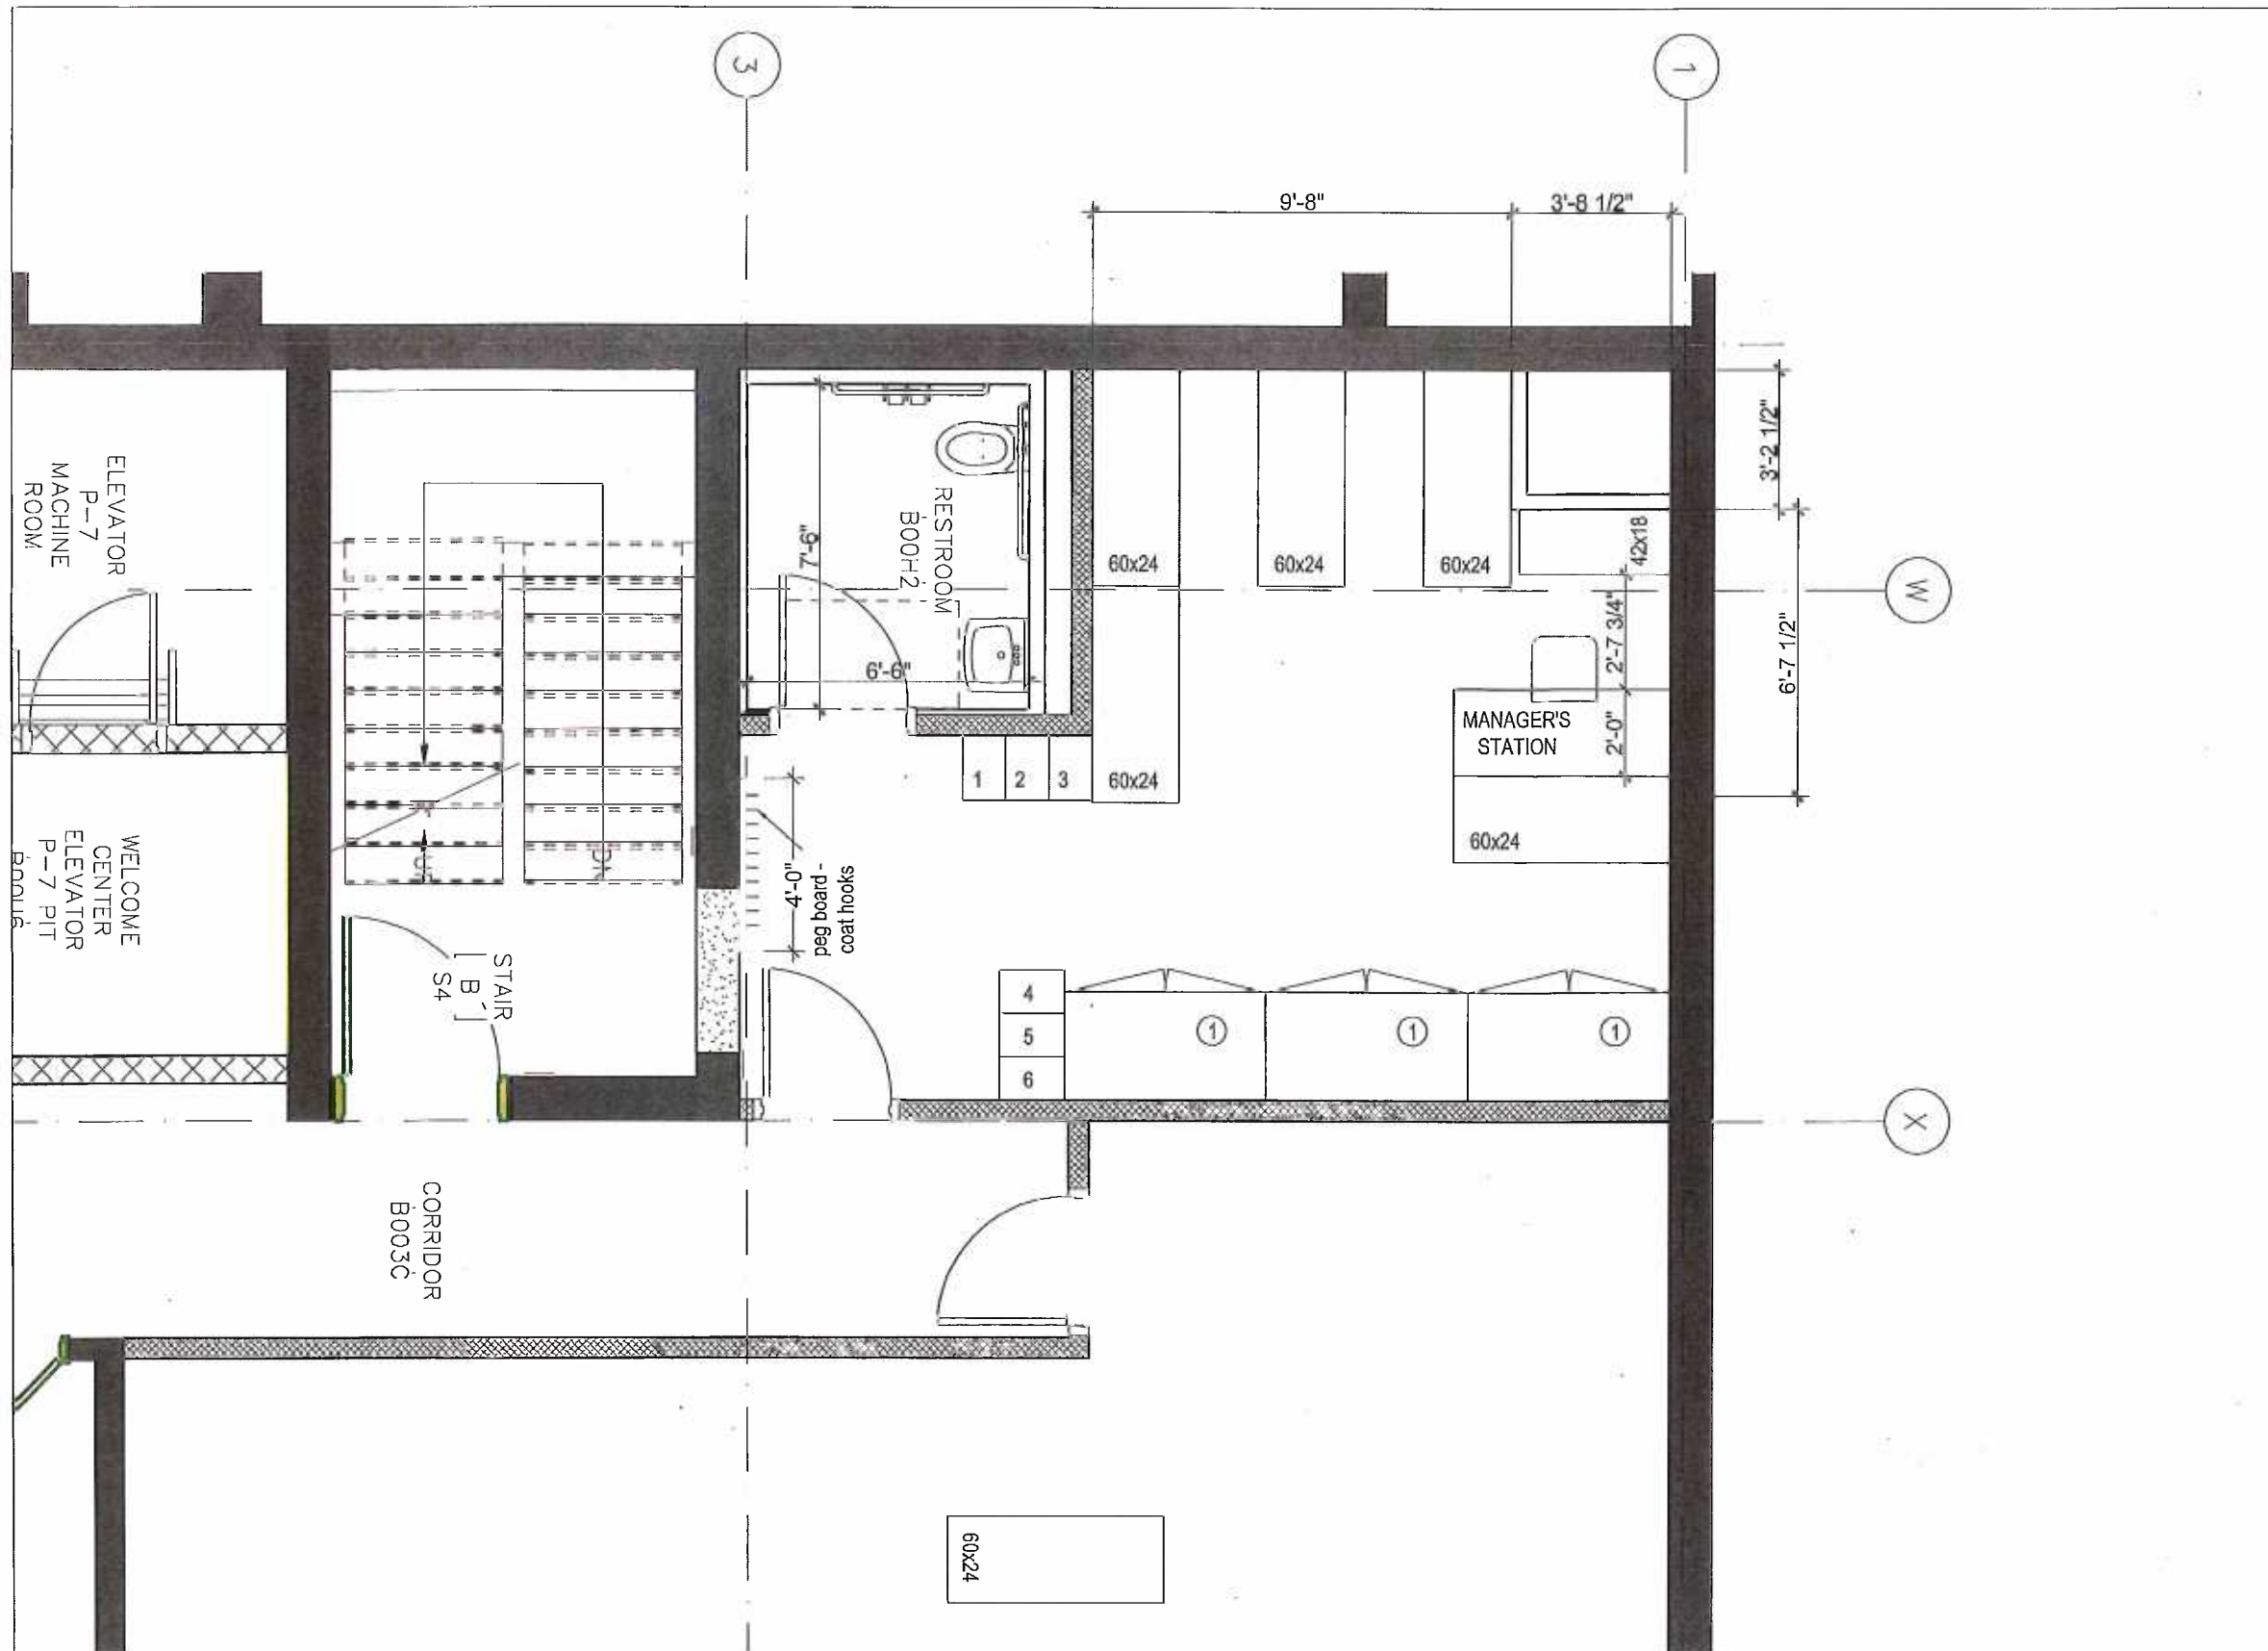 3
1
9'-8"
3'-8 1/2"
3'-2 1/2"
6'-7 1/2"
W
X
ELEVATOR
P-7
MACHINE
ROOM
RESTROOM
B00H2
7'-6"
6'-6"
60x24
60x24
60x24
42x18
2'-7 3/4"
2'-0"
MANAGER'S
STATION
60x24
1
2
3
60x24
4'-0"
peg board -
coat hooks
UP
DN
WELCOME
CENTER
ELEVATOR
P-7 PIT
STAIR
B
S4
4
5
6
1
1
1
CORRIDOR
B003C
60x24